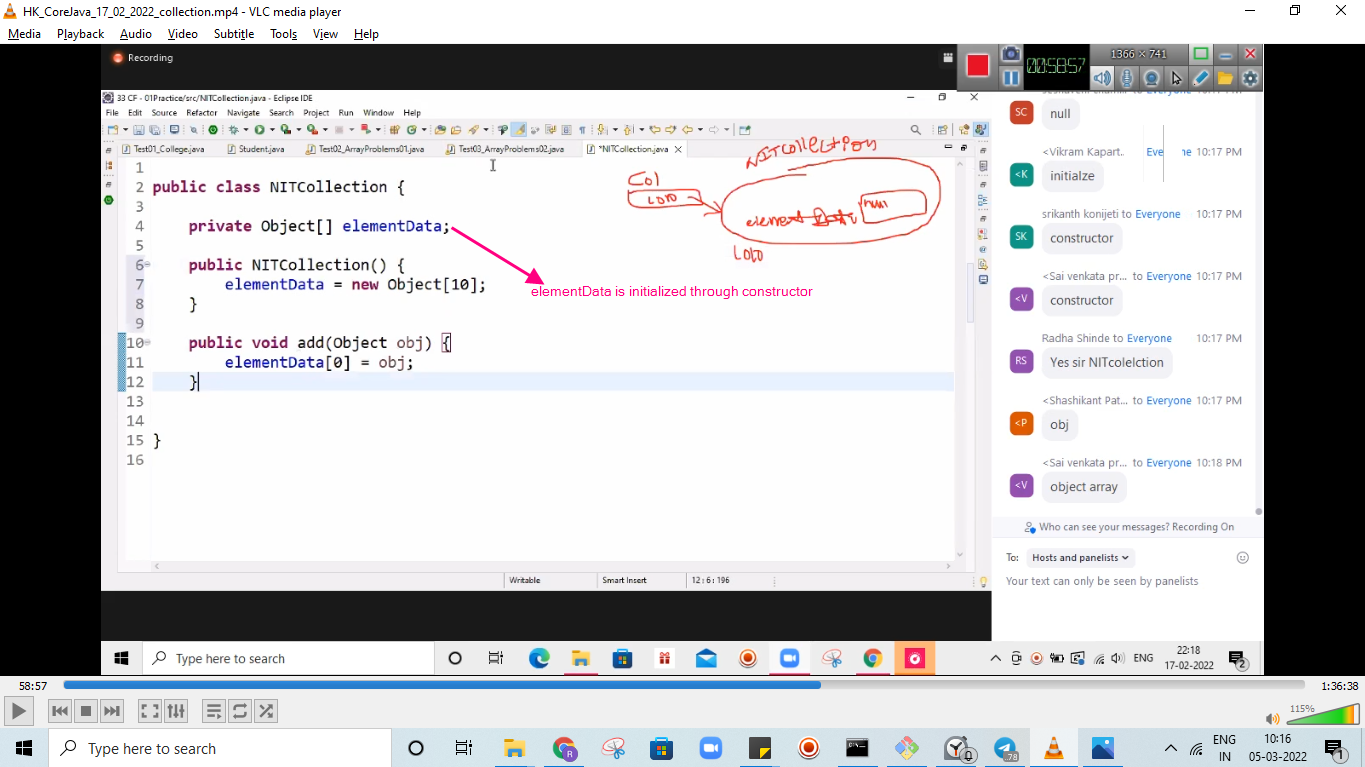 HK_CoreJava_17_02_2022_collection.mp4 - VLC media player
Media Playback Audio Video Subtitle Tools View Help
Recording
1366 × 741
00:58:57
33 CF - 01Practice/src/NITCollection.java - Eclipse IDE
File Edit Source Refactor Navigate Search Project Run Window Help
Test01_College.java Student.java Test02_ArrayProblems01.java Test03_ArrayProblems02.java *NITCollection.java
1
2 public class NITCollection {
3
4 private Object[] elementData;
5
6 public NITCollection() {
7 elementData = new Object[10];
8 }
9
10 public void add(Object obj) {
11 elementData[0] = obj;
12 }
13
14
15 }
16
NITCollection
Col
1010
null
element Data
1010
elementData is initialized through constructor
Writable Smart Insert 12 : 6 : 196
SC null
<Vikram Kapart.. Eve ne 10:17 PM
<K initialze
srikanth konijeti to Everyone 10:17 PM
SK constructor
<Sai venkata pr... to Everyone 10:17 PM
<V constructor
Radha Shinde to Everyone 10:17 PM
RS Yes sir NITcolelction
<Shashikant Pat... to Everyone 10:17 PM
<P obj
<Sai venkata pr... to Everyone 10:18 PM
<V object array
Who can see your messages? Recording On
To: Hosts and panelists
Your text can only be seen by panelists
Type here to search
ENG
22:18
17-02-2022
2
58:57
1:36:38
115%
Type here to search
78
ENG
IN
10:16
05-03-2022
1